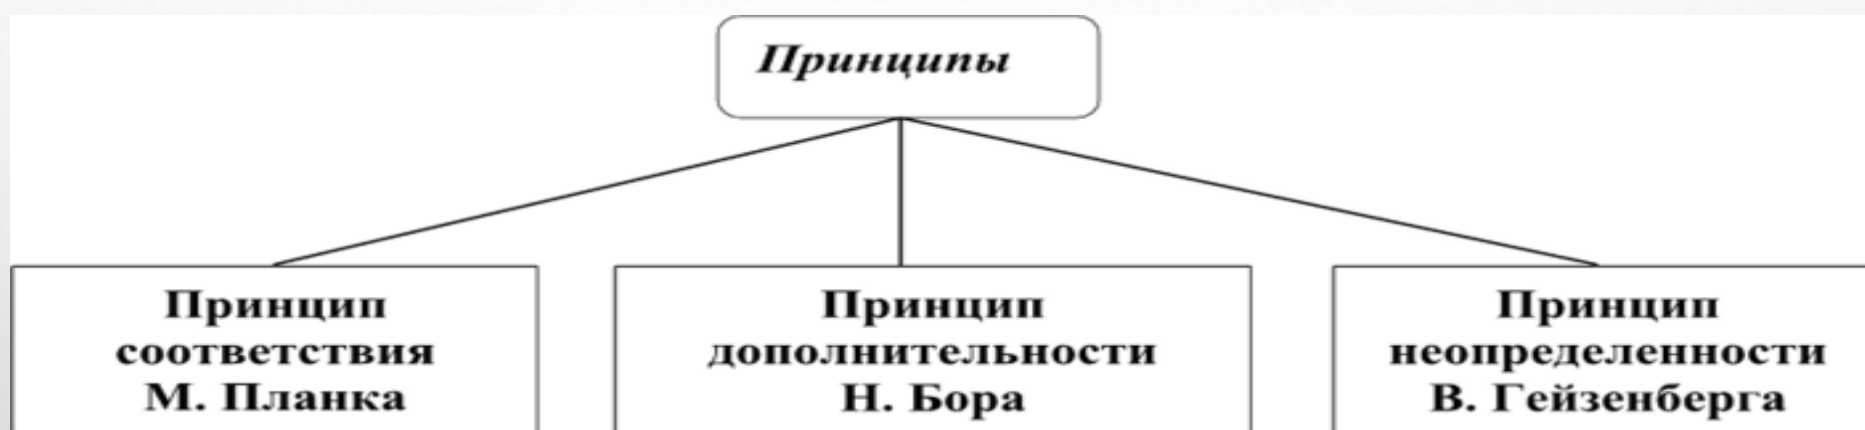 Принципы
Принцип
соответствия
М. Планка
Принцип
дополнительности
Н. Бора
Принцип
неопределенности
В. Гейзенберга